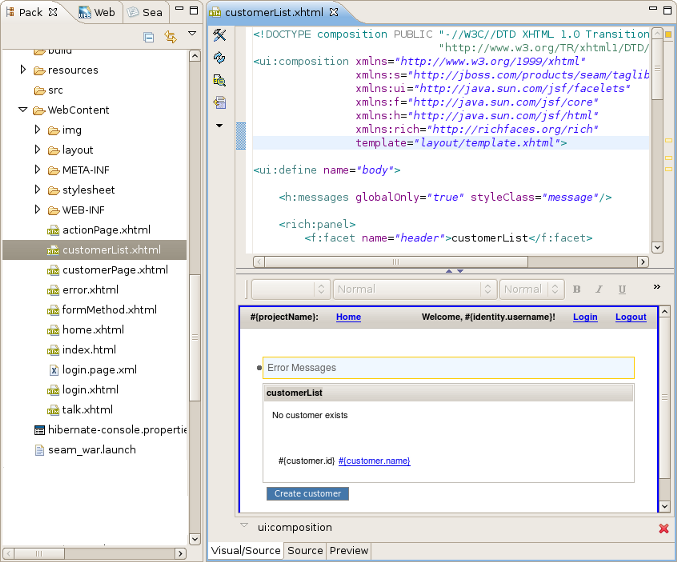 Pack
Web
Sea
build
resources
src
WebContent
img
layout
META-INF
stylesheet
WEB-INF
actionPage.xhtml
customerList.xhtml
customerPage.xhtml
error.xhtml
formMethod.xhtml
home.xhtml
index.html
login.page.xml
login.xhtml
talk.xhtml
hibernate-console.propertie
seam_war.launch
customerList.xhtml
<!DOCTYPE composition PUBLIC "-//W3C//DTD XHTML 1.0 Transition
"http://www.w3.org/TR/xhtml1/DTD/
<ui:composition xmlns="http://www.w3.org/1999/xhtml"
xmlns:s="http://jboss.com/products/seam/taglib
xmlns:ui="http://java.sun.com/jsf/facelets"
xmlns:f="http://java.sun.com/jsf/core"
xmlns:h="http://java.sun.com/jsf/html"
xmlns:rich="http://richfaces.org/rich"
template="layout/template.xhtml">
<ui:define name="body">
<h:messages globalOnly="true" styleClass="message"/>
<rich:panel>
<f:facet name="header">customerList</f:facet>
Normal Normal B I U »
#{projectName}: Home Welcome, #{identity.username}! Login Logout
Error Messages
customerList
No customer exists
#{customer.id} #{customer.name}
Create customer
ui:composition
Visual/Source Source Preview